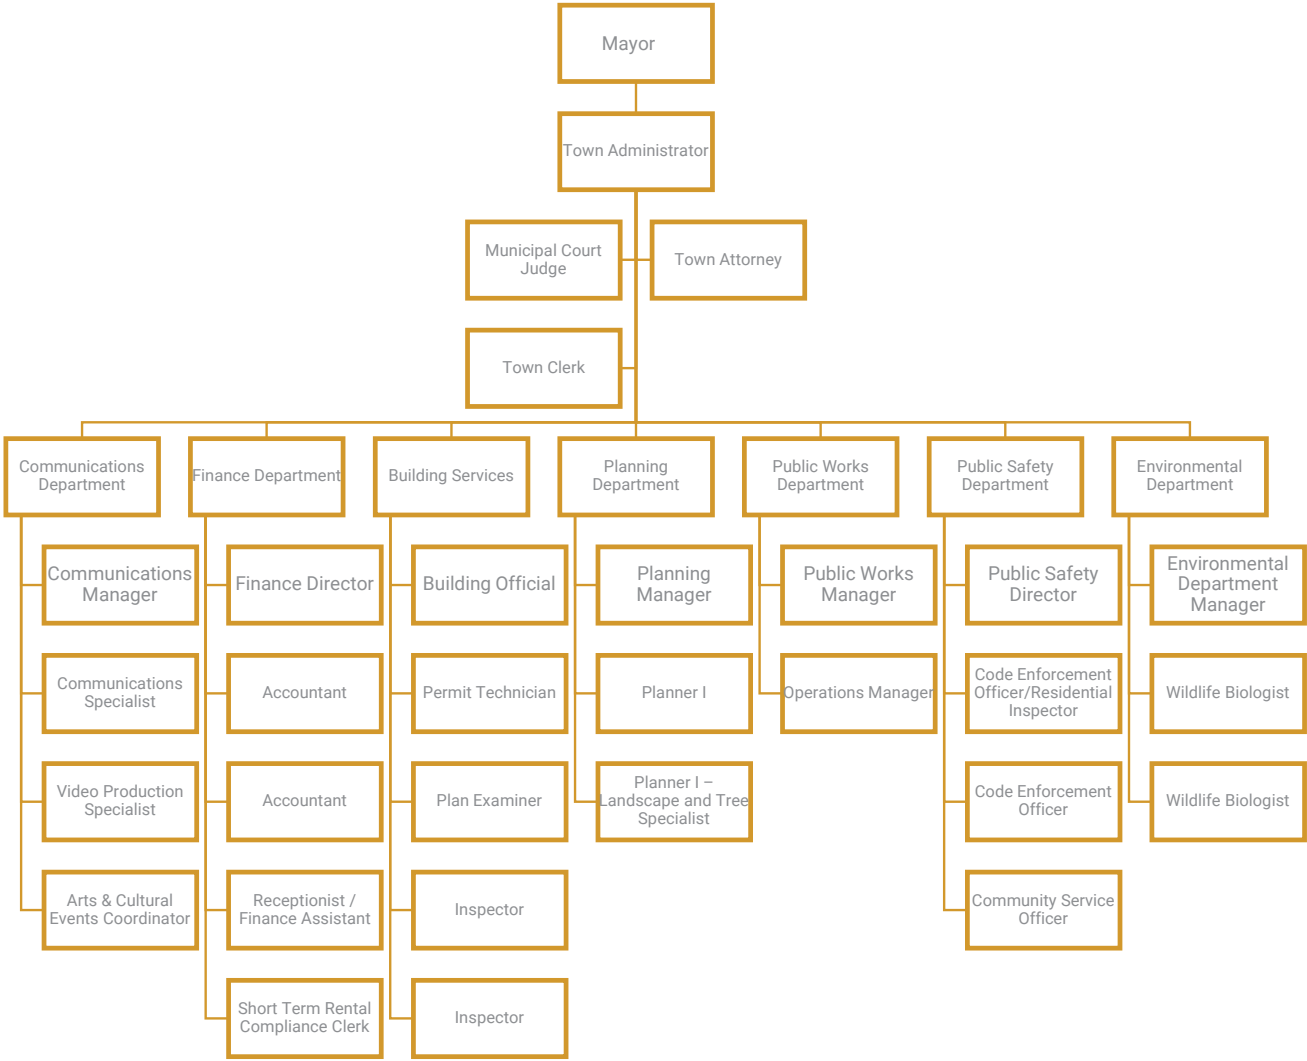 Mayor
Town Administrator
Municipal Court
Judge
Town Attorney
Town Clerk
Communications
Department
Finance Department
Building Services
Planning
Department
Public Works
Department
Public Safety
Department
Environmental
Department
Communications
Manager
Finance Director
Building Official
Planning
Manager
Public Works
Manager
Public Safety
Director
Environmental
Department
Manager
Communications
Specialist
Accountant
Permit Technician
Planner I
Operations Manager
Code Enforcement
Officer/Residential
Inspector
Wildlife Biologist
Video Production
Specialist
Accountant
Plan Examiner
Planner I –
Landscape and Tree
Specialist
Code Enforcement
Officer
Wildlife Biologist
Arts & Cultural
Events Coordinator
Receptionist /
Finance Assistant
Inspector
Community Service
Officer
Short Term Rental
Compliance Clerk
Inspector